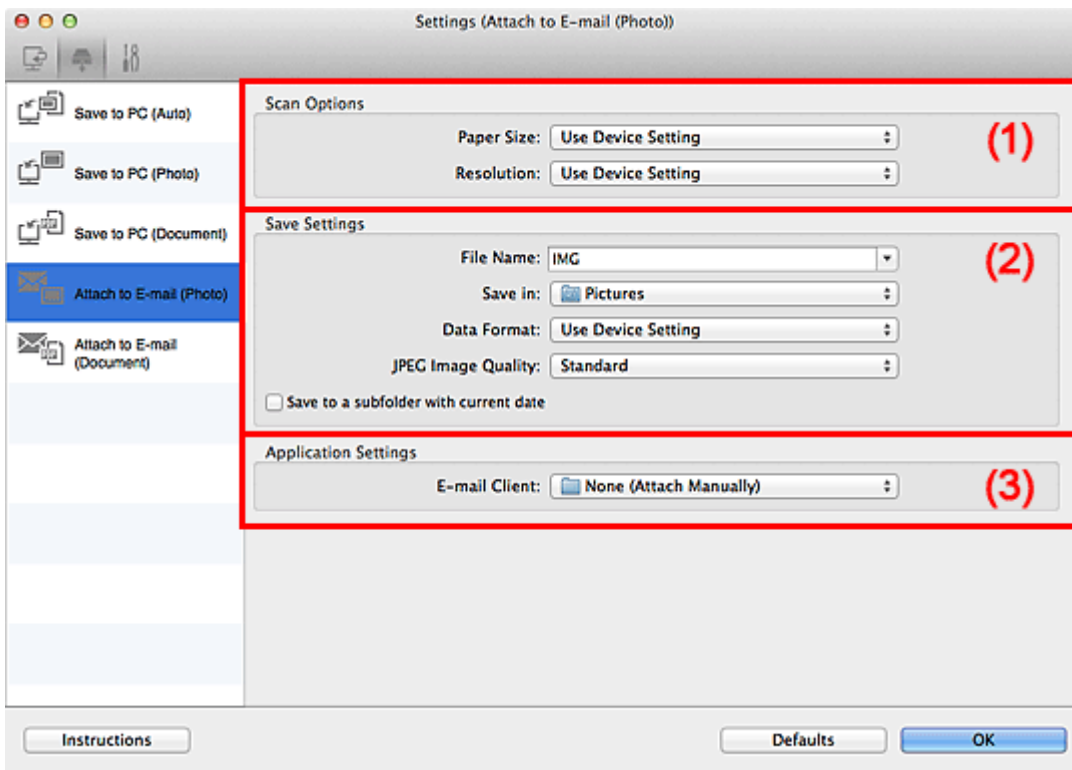 Settings (Attach to E-mail (Photo))
Save to PC (Auto)
Save to PC (Photo)
Save to PC (Document)
Attach to E-mail (Photo)
Attach to E-mail
(Document)
Scan Options
(1)
Paper Size: Use Device Setting
Resolution: Use Device Setting
Save Settings
(2)
File Name: IMG
Save in: Pictures
Data Format: Use Device Setting
JPEG Image Quality: Standard
Save to a subfolder with current date
Application Settings
(3)
E-mail Client: None (Attach Manually)
Instructions
Defaults
OK